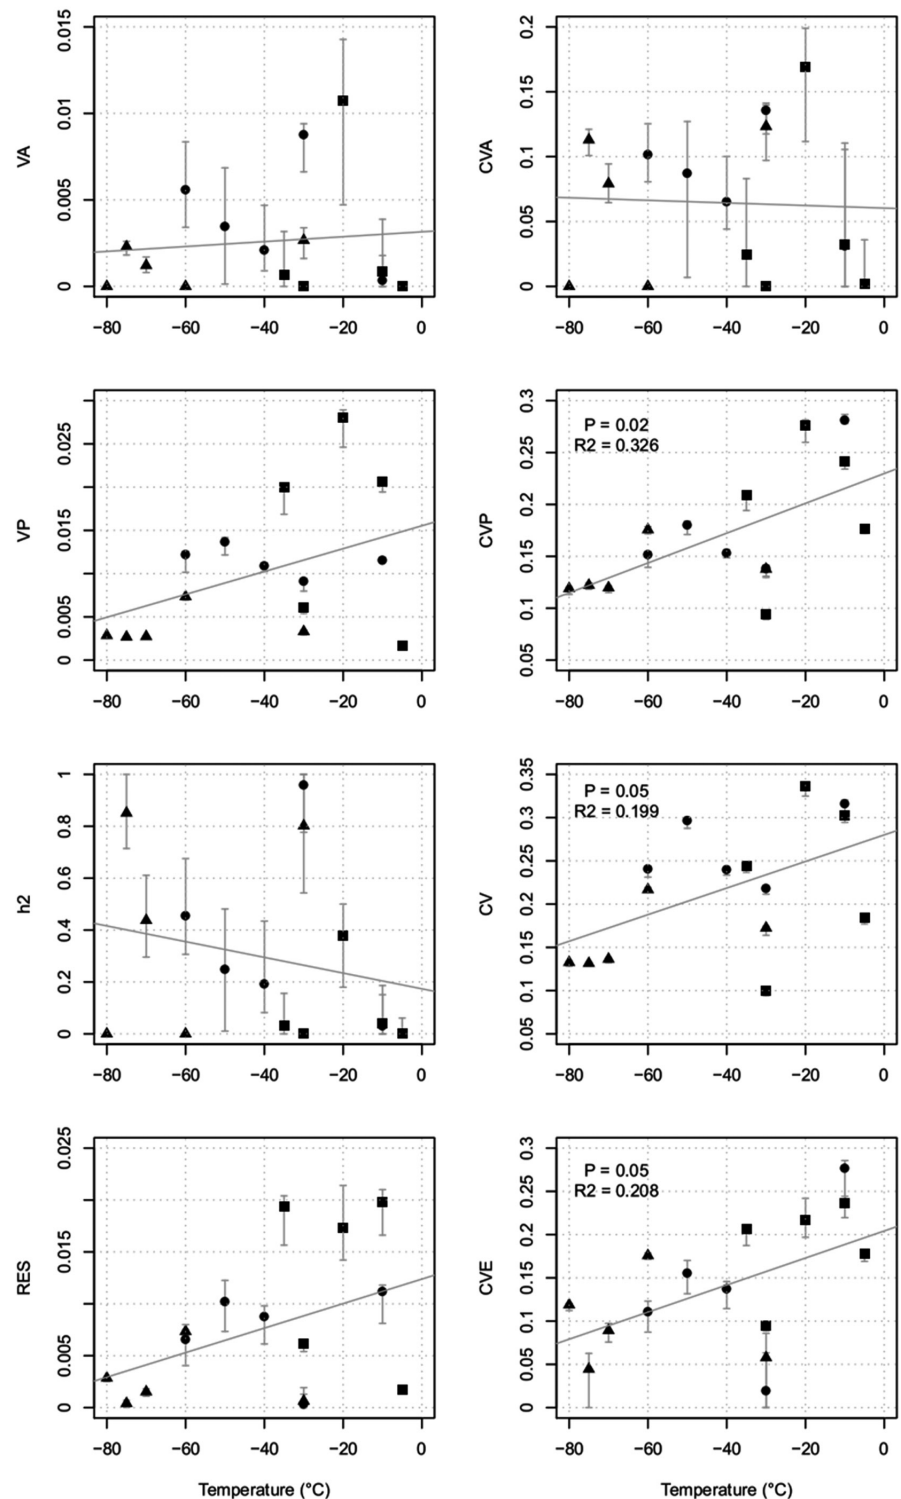 VA
0 0.005 0.01 0.015
−80 −60 −40 −20 0
CVA
0 0.05 0.1 0.15 0.2
−80 −60 −40 −20 0
VP
0 0.005 0.015 0.025
−80 −60 −40 −20 0
CVP
0.05 0.1 0.15 0.2 0.25 0.3
P = 0.02
R2 = 0.326
−80 −60 −40 −20 0
h2
0 0.2 0.4 0.6 0.8 1
−80 −60 −40 −20 0
CV
0.05 0.1 0.15 0.2 0.25 0.3 0.35
P = 0.05
R2 = 0.199
−80 −60 −40 −20 0
RES
0 0.005 0.015 0.025
−80 −60 −40 −20 0
Temperature (°C)
CVE
0 0.05 0.1 0.15 0.2 0.25 0.3
P = 0.05
R2 = 0.208
−80 −60 −40 −20 0
Temperature (°C)